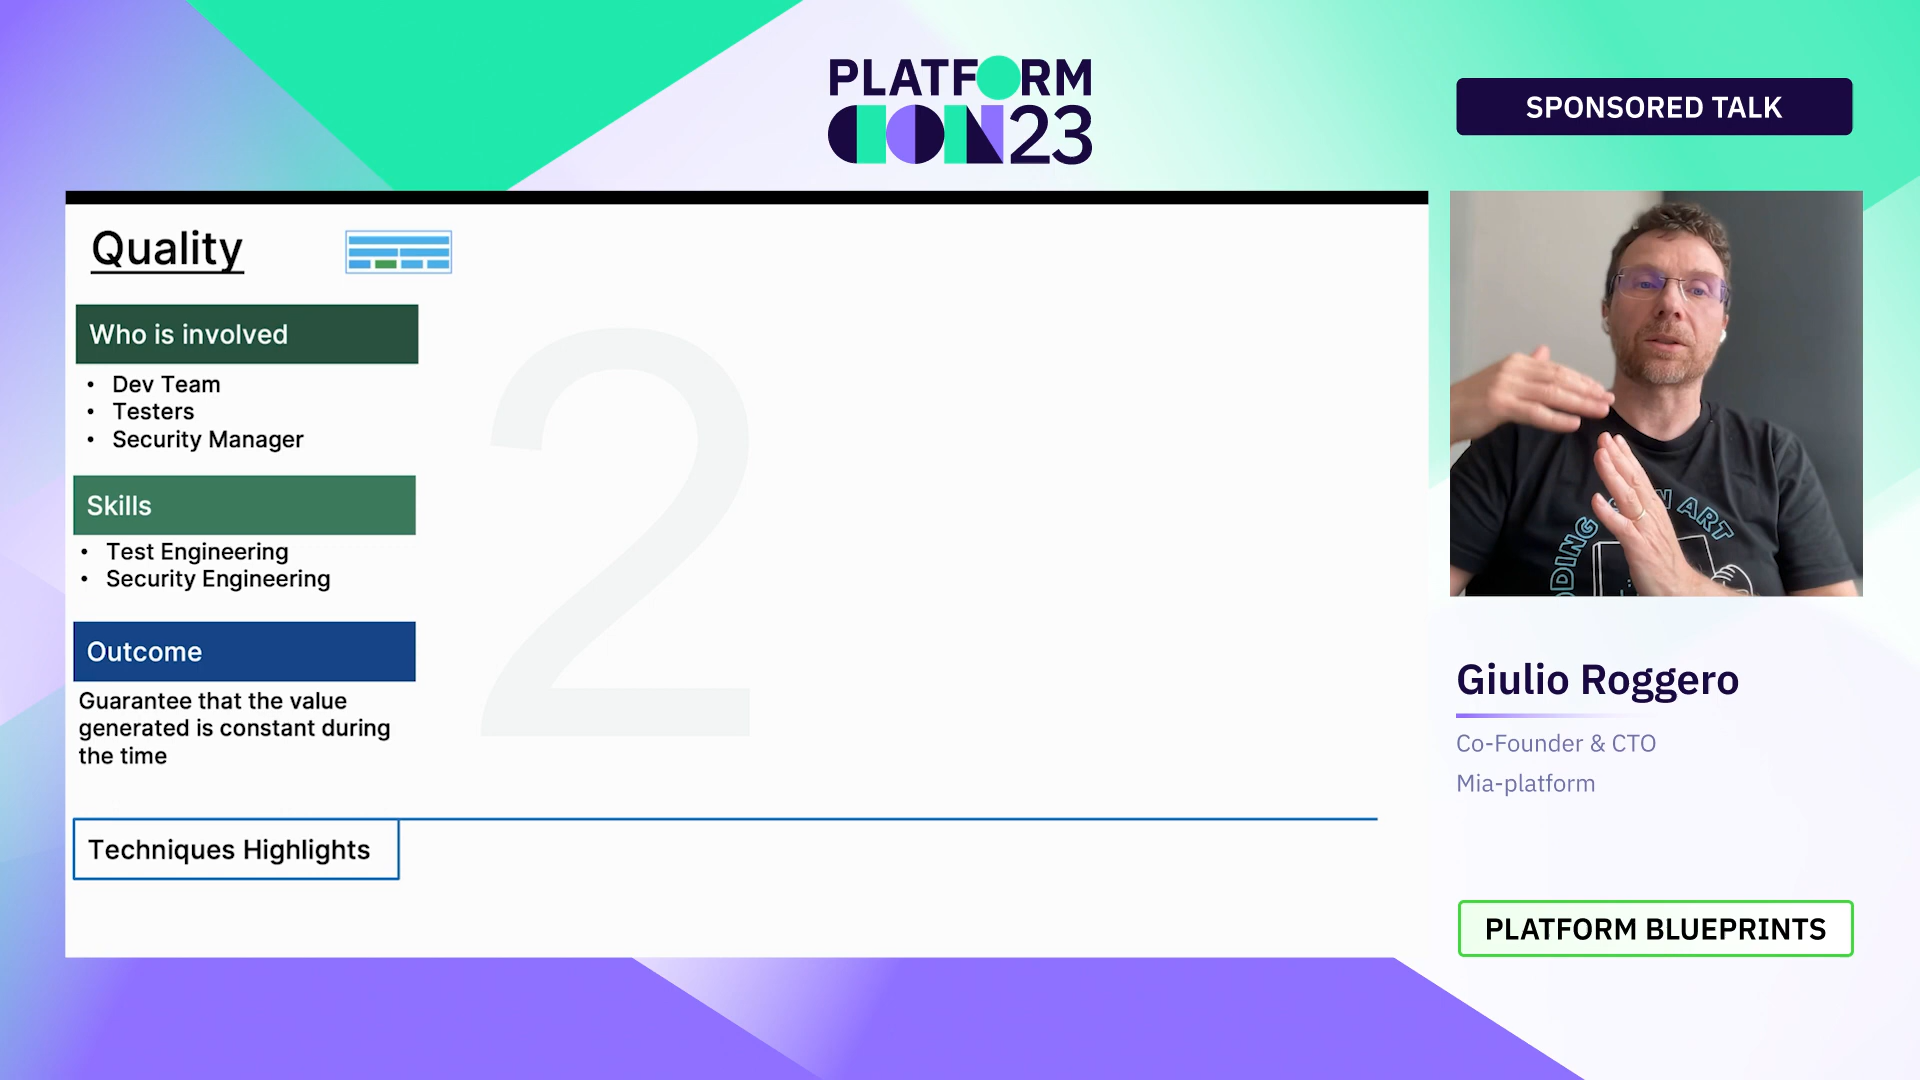 PLATFORM
CON23
SPONSORED TALK
Quality
Who is involved
• Dev Team
• Testers
• Security Manager
Skills
• Test Engineering
• Security Engineering
Outcome
Guarantee that the value
generated is constant during
the time
2
Techniques Highlights
ART
Giulio Roggero
Co-Founder & CTO
Mia-platform
PLATFORM BLUEPRINTS